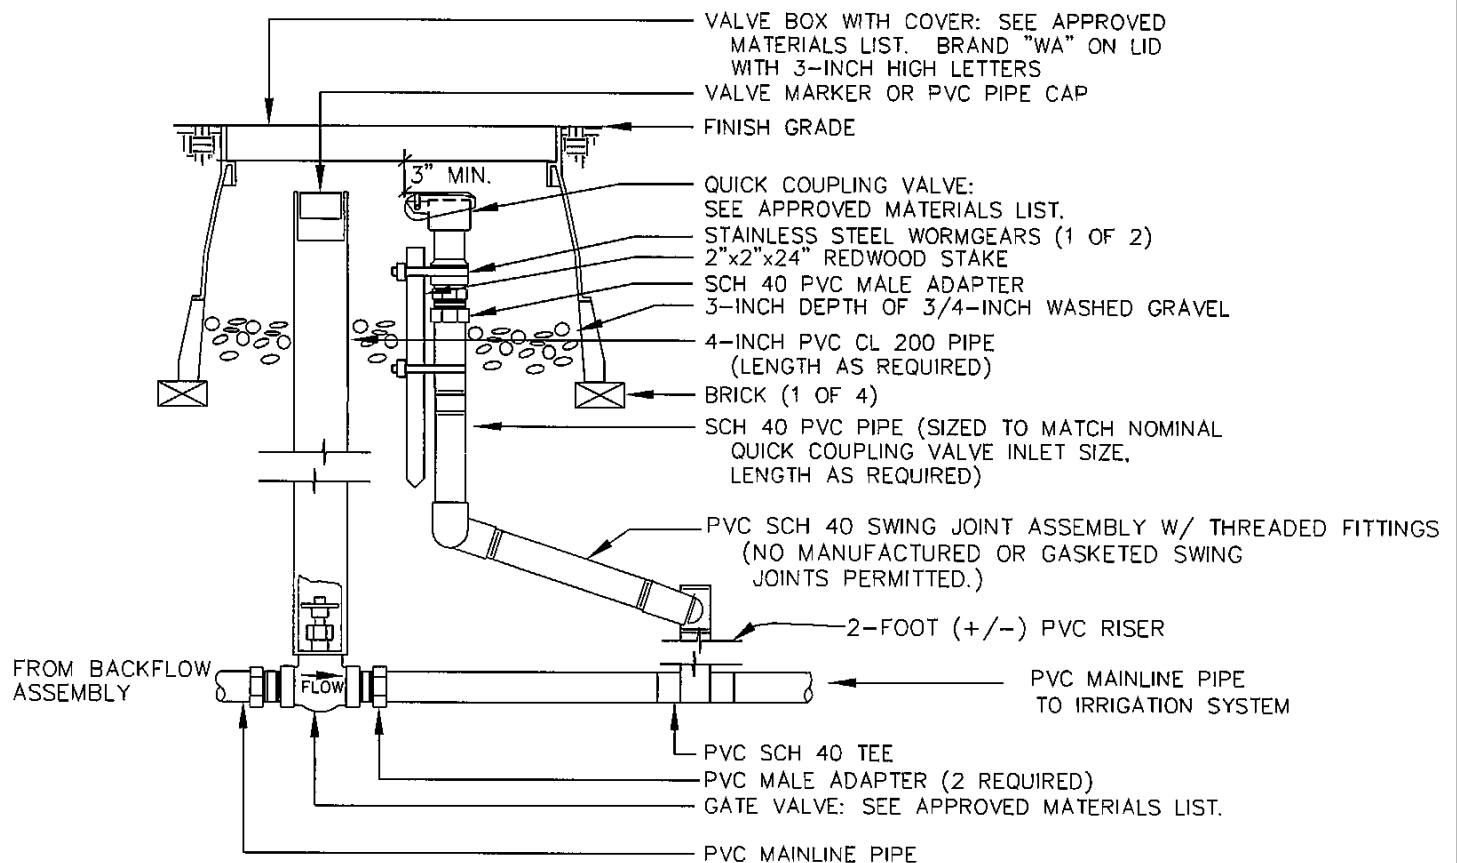 VALVE BOX WITH COVER: SEE APPROVED
MATERIALS LIST. BRAND "WA" ON LID
WITH 3-INCH HIGH LETTERS
VALVE MARKER OR PVC PIPE CAP
FINISH GRADE
3" MIN.
QUICK COUPLING VALVE:
SEE APPROVED MATERIALS LIST.
STAINLESS STEEL WORMGEARS (1 OF 2)
2"x2"x24" REDWOOD STAKE
SCH 40 PVC MALE ADAPTER
3-INCH DEPTH OF 3/4-INCH WASHED GRAVEL
4-INCH PVC CL 200 PIPE
(LENGTH AS REQUIRED)
BRICK (1 OF 4)
SCH 40 PVC PIPE (SIZED TO MATCH NOMINAL
QUICK COUPLING VALVE INLET SIZE,
LENGTH AS REQUIRED)
PVC SCH 40 SWING JOINT ASSEMBLY W/ THREADED FITTINGS
(NO MANUFACTURED OR GASKETED SWING
JOINTS PERMITTED.)
2-FOOT (+/-) PVC RISER
FROM BACKFLOW
ASSEMBLY
FLOW
PVC MAINLINE PIPE
TO IRRIGATION SYSTEM
PVC SCH 40 TEE
PVC MALE ADAPTER (2 REQUIRED)
GATE VALVE: SEE APPROVED MATERIALS LIST.
PVC MAINLINE PIPE